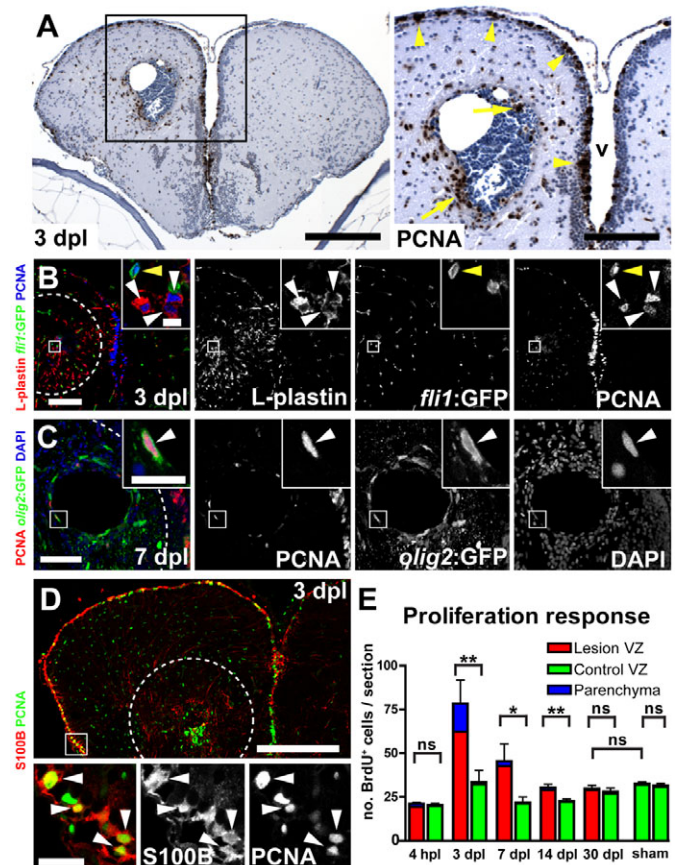 A
3 dpl
v
PCNA
B
L-plastin fli1:GFP PCNA
3 dpl
L-plastin
fli1:GFP
PCNA
C
PCNA olig2:GFP DAPI
7 dpl
PCNA
olig2:GFP
DAPI
D
3 dpl
S100B PCNA
S100B
PCNA
E
Proliferation response
Lesion VZ
Control VZ
Parenchyma
no. BrdU+ cells / section
100
75
50
25
0
ns
**
*
**
ns
ns
ns
4 hpl
3 dpl
7 dpl
14 dpl
30 dpl
sham